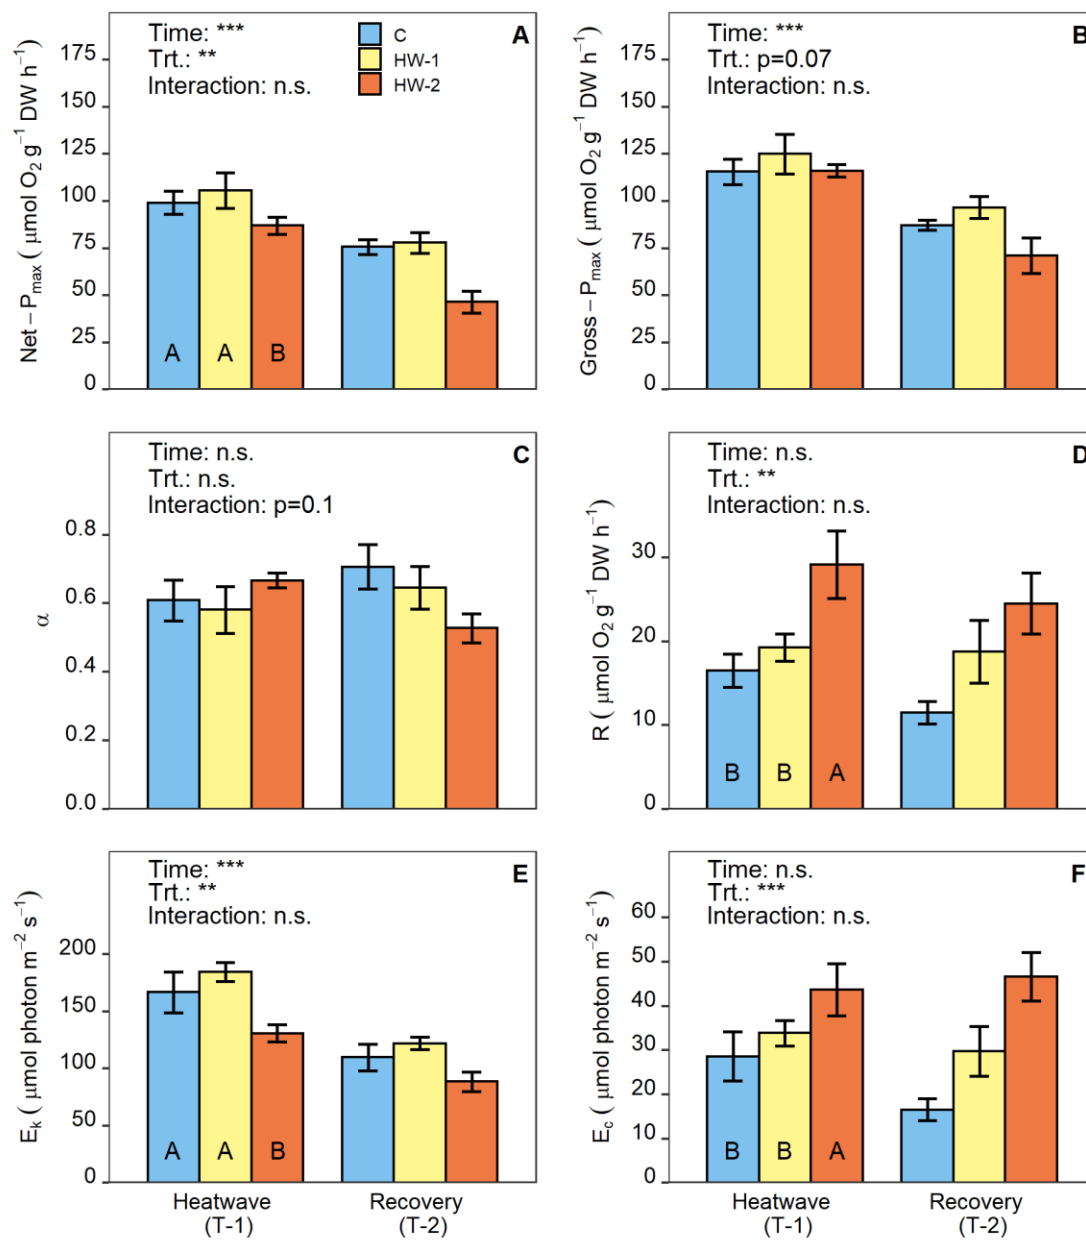 Time: ***
Trt.: **
Interaction: n.s.
A
C
HW-1
HW-2
Net – Pmax ( μmol O2 g−1 DW h−1)
175
150
125
100
75
50
25
0
A
A
B
Time: ***
Trt.: p=0.07
Interaction: n.s.
B
Gross – Pmax ( μmol O2 g−1 DW h−1)
175
150
125
100
75
50
25
0
Time: n.s.
Trt.: n.s.
Interaction: p=0.1
C
α
0.8
0.6
0.4
0.2
0.0
Time: n.s.
Trt.: **
Interaction: n.s.
D
R ( μmol O2 g−1 DW h−1)
30
20
10
0
B
B
A
Time: ***
Trt.: **
Interaction: n.s.
E
Ek ( μmol photon m−2 s−1)
200
150
100
50
0
A
A
B
Heatwave
(T-1)
Recovery
(T-2)
Time: n.s.
Trt.: ***
Interaction: n.s.
F
Ec ( μmol photon m−2 s−1)
60
50
40
30
20
10
0
B
B
A
Heatwave
(T-1)
Recovery
(T-2)